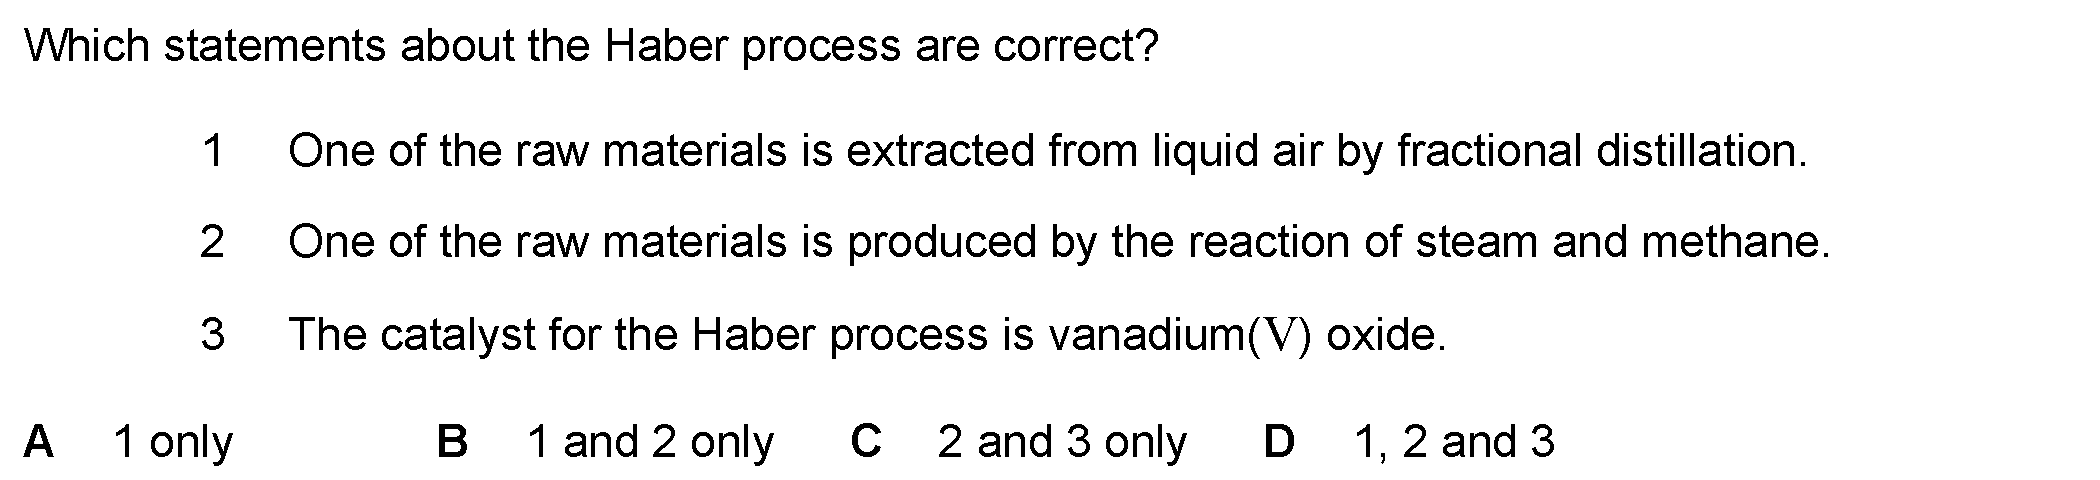 Which statements about the Haber process are correct?
1 One of the raw materials is extracted from liquid air by fractional distillation.
2 One of the raw materials is produced by the reaction of steam and methane.
3 The catalyst for the Haber process is vanadium(V) oxide.
A 1 only B 1 and 2 only C 2 and 3 only D 1, 2 and 3